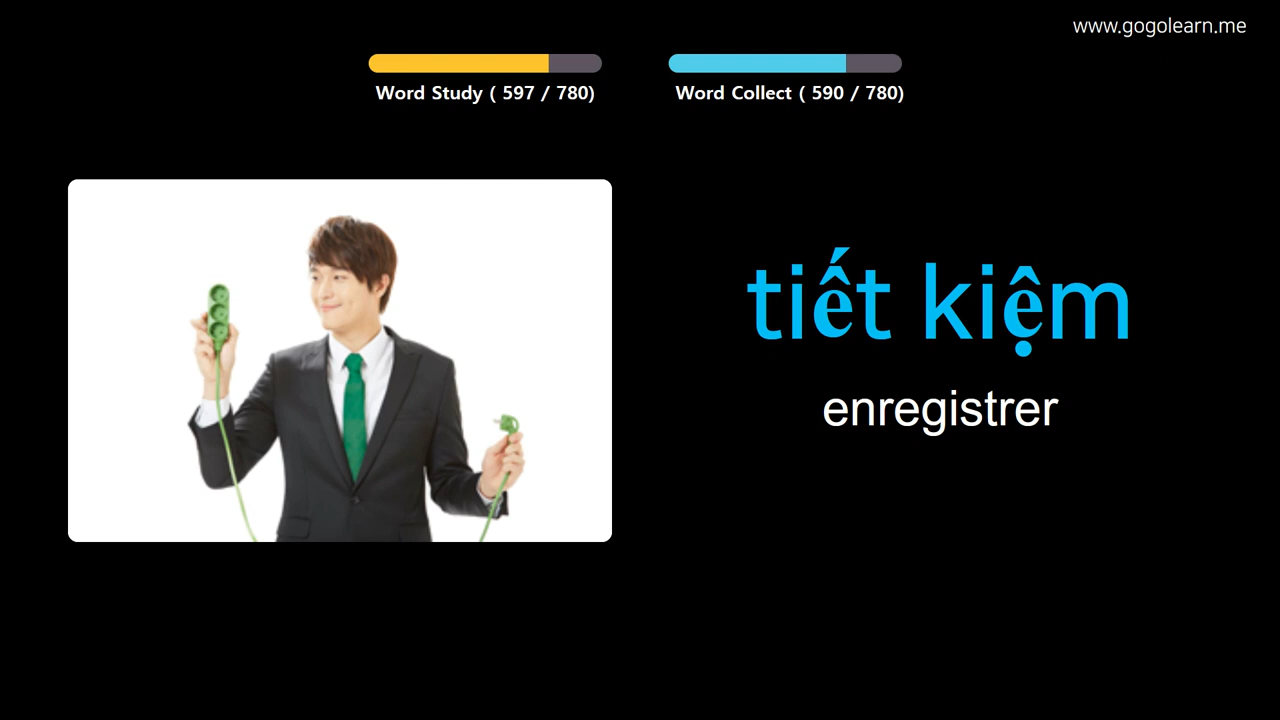 www.gogolearn.me
Word Study ( 597 / 780)
Word Collect ( 590 / 780)
tiết kiệm
enregistrer